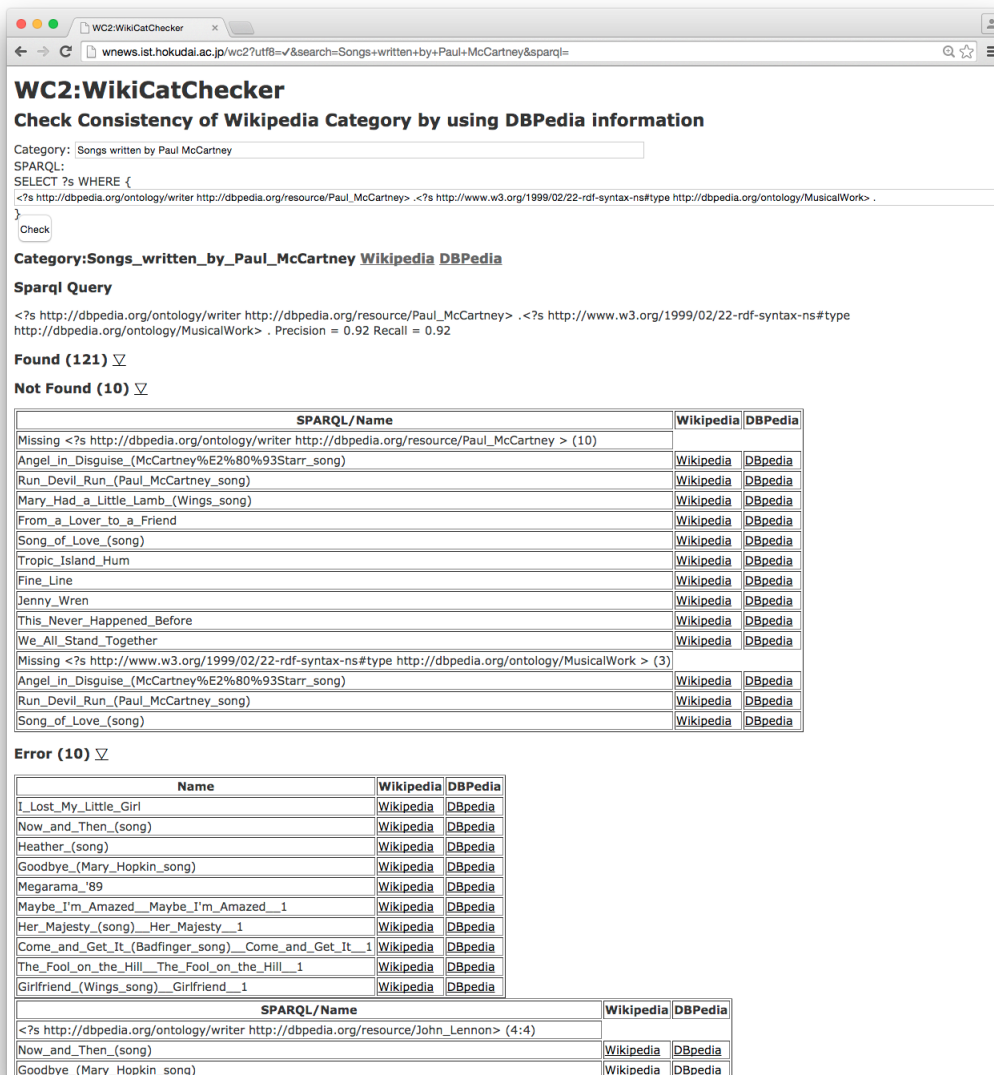 WC2:WikiCatChecker ×
wnews.ist.hokudai.ac.jp/wc2?utf8=✓&search=Songs+written+by+Paul+McCartney&sparql=
WC2:WikiCatChecker
Check Consistency of Wikipedia Category by using DBPedia information
Category: Songs written by Paul McCartney
SPARQL:
SELECT ?s WHERE {
<?s http://dbpedia.org/ontology/writer http://dbpedia.org/resource/Paul_McCartney> .<?s http://www.w3.org/1999/02/22-rdf-syntax-ns#type http://dbpedia.org/ontology/MusicalWork> .
}
Check
Category:Songs_written_by_Paul_McCartney Wikipedia DBPedia
Sparql Query
<?s http://dbpedia.org/ontology/writer http://dbpedia.org/resource/Paul_McCartney> .<?s http://www.w3.org/1999/02/22-rdf-syntax-ns#type
http://dbpedia.org/ontology/MusicalWork> . Precision = 0.92 Recall = 0.92
Found (121) ▽
Not Found (10) ▽
SPARQL/Name Wikipedia DBPedia
Missing <?s http://dbpedia.org/ontology/writer http://dbpedia.org/resource/Paul_McCartney > (10)
Angel_in_Disguise_(McCartney%E2%80%93Starr_song) Wikipedia DBpedia
Run_Devil_Run_(Paul_McCartney_song) Wikipedia DBpedia
Mary_Had_a_Little_Lamb_(Wings_song) Wikipedia DBpedia
From_a_Lover_to_a_Friend Wikipedia DBpedia
Song_of_Love_(song) Wikipedia DBpedia
Tropic_Island_Hum Wikipedia DBpedia
Fine_Line Wikipedia DBpedia
Jenny_Wren Wikipedia DBpedia
This_Never_Happened_Before Wikipedia DBpedia
We_All_Stand_Together Wikipedia DBpedia
Missing <?s http://www.w3.org/1999/02/22-rdf-syntax-ns#type http://dbpedia.org/ontology/MusicalWork > (3)
Angel_in_Disguise_(McCartney%E2%80%93Starr_song) Wikipedia DBpedia
Run_Devil_Run_(Paul_McCartney_song) Wikipedia DBpedia
Song_of_Love_(song) Wikipedia DBpedia
Error (10) ▽
Name Wikipedia DBPedia
I_Lost_My_Little_Girl Wikipedia DBpedia
Now_and_Then_(song) Wikipedia DBpedia
Heather_(song) Wikipedia DBpedia
Goodbye_(Mary_Hopkin_song) Wikipedia DBpedia
Megarama_'89 Wikipedia DBpedia
Maybe_I'm_Amazed__Maybe_I'm_Amazed__1 Wikipedia DBpedia
Her_Majesty_(song)__Her_Majesty__1 Wikipedia DBpedia
Come_and_Get_It_(Badfinger_song)__Come_and_Get_It__1 Wikipedia DBpedia
The_Fool_on_the_Hill__The_Fool_on_the_Hill__1 Wikipedia DBpedia
Girlfriend_(Wings_song)__Girlfriend__1 Wikipedia DBpedia
SPARQL/Name Wikipedia DBPedia
<?s http://dbpedia.org/ontology/writer http://dbpedia.org/resource/John_Lennon> (4:4)
Now_and_Then_(song) Wikipedia DBpedia
Goodbye_(Mary_Hopkin_song) Wikipedia DBpedia